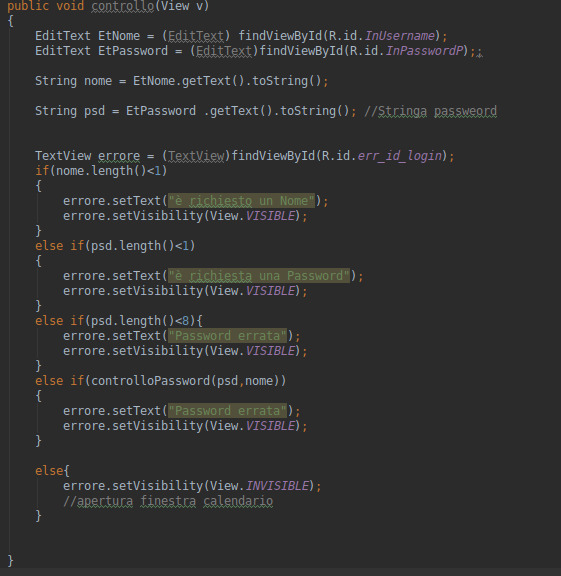 public void controllo(View v)
{
EditText EtNome = (EditText) findViewById(R.id.InUsername);
EditText EtPassword = (EditText)findViewById(R.id.InPasswordP);;
String nome = EtNome.getText().toString();
String psd = EtPassword .getText().toString(); //Stringa passweord
TextView errore = (TextView)findViewById(R.id.err_id_login);
if(nome.length()<1)
{
errore.setText("è richiesto un Nome");
errore.setVisibility(View.VISIBLE);
}
else if(psd.length()<1)
{
errore.setText("è richiesta una Password");
errore.setVisibility(View.VISIBLE);
}
else if(psd.length()<8){
errore.setText("Password errata");
errore.setVisibility(View.VISIBLE);
}
else if(controlloPassword(psd,nome))
{
errore.setText("Password errata");
errore.setVisibility(View.VISIBLE);
}
else{
errore.setVisibility(View.INVISIBLE);
//apertura finestra calendario
}
}